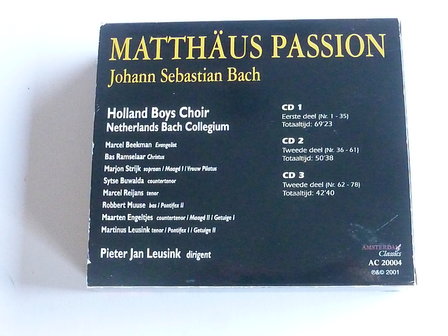 MATTHÄUS PASSION
Johann Sebastian Bach
Holland Boys Choir
Netherlands Bach Collegium
Marcel Beekman Evangelist
Bas Ramselaar Christus
Marjon Strijk sopraan / Maagd I / Vrouw Pilatus
Sytse Buwalda countertenor
Marcel Reijans tenor
Robbert Muuse bas / Pontifex II
Maarten Engeltjes countertenor / Maagd II / Getuige I
Martinus Leusink tenor / Pontifex I / Getuige II
Pieter Jan Leusink dirigent
CD 1
Eerste deel (Nr. 1 - 35)
Totaaltijd: 69'23
CD 2
Tweede deel (Nr. 36 - 61)
Totaaltijd: 50'38
CD 3
Tweede deel (Nr. 62 - 78)
Totaaltijd: 42'40
AMSTERDAM
Classics
AC 20004
℗&© 2001